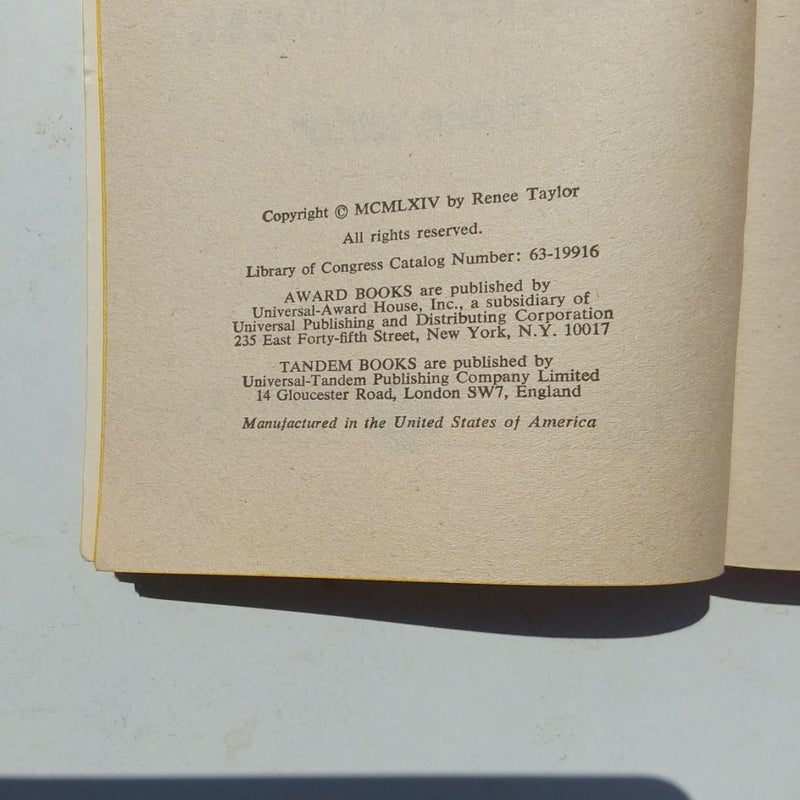 Copyright © MCMLXIV by Renee Taylor
All rights reserved.
Library of Congress Catalog Number: 63-19916
AWARD BOOKS are published by
Universal-Award House, Inc., a subsidiary of
Universal Publishing and Distributing Corporation
235 East Forty-fifth Street, New York, N.Y. 10017
TANDEM BOOKS are published by
Universal-Tandem Publishing Company Limited
14 Gloucester Road, London SW7, England
Manufactured in the United States of America